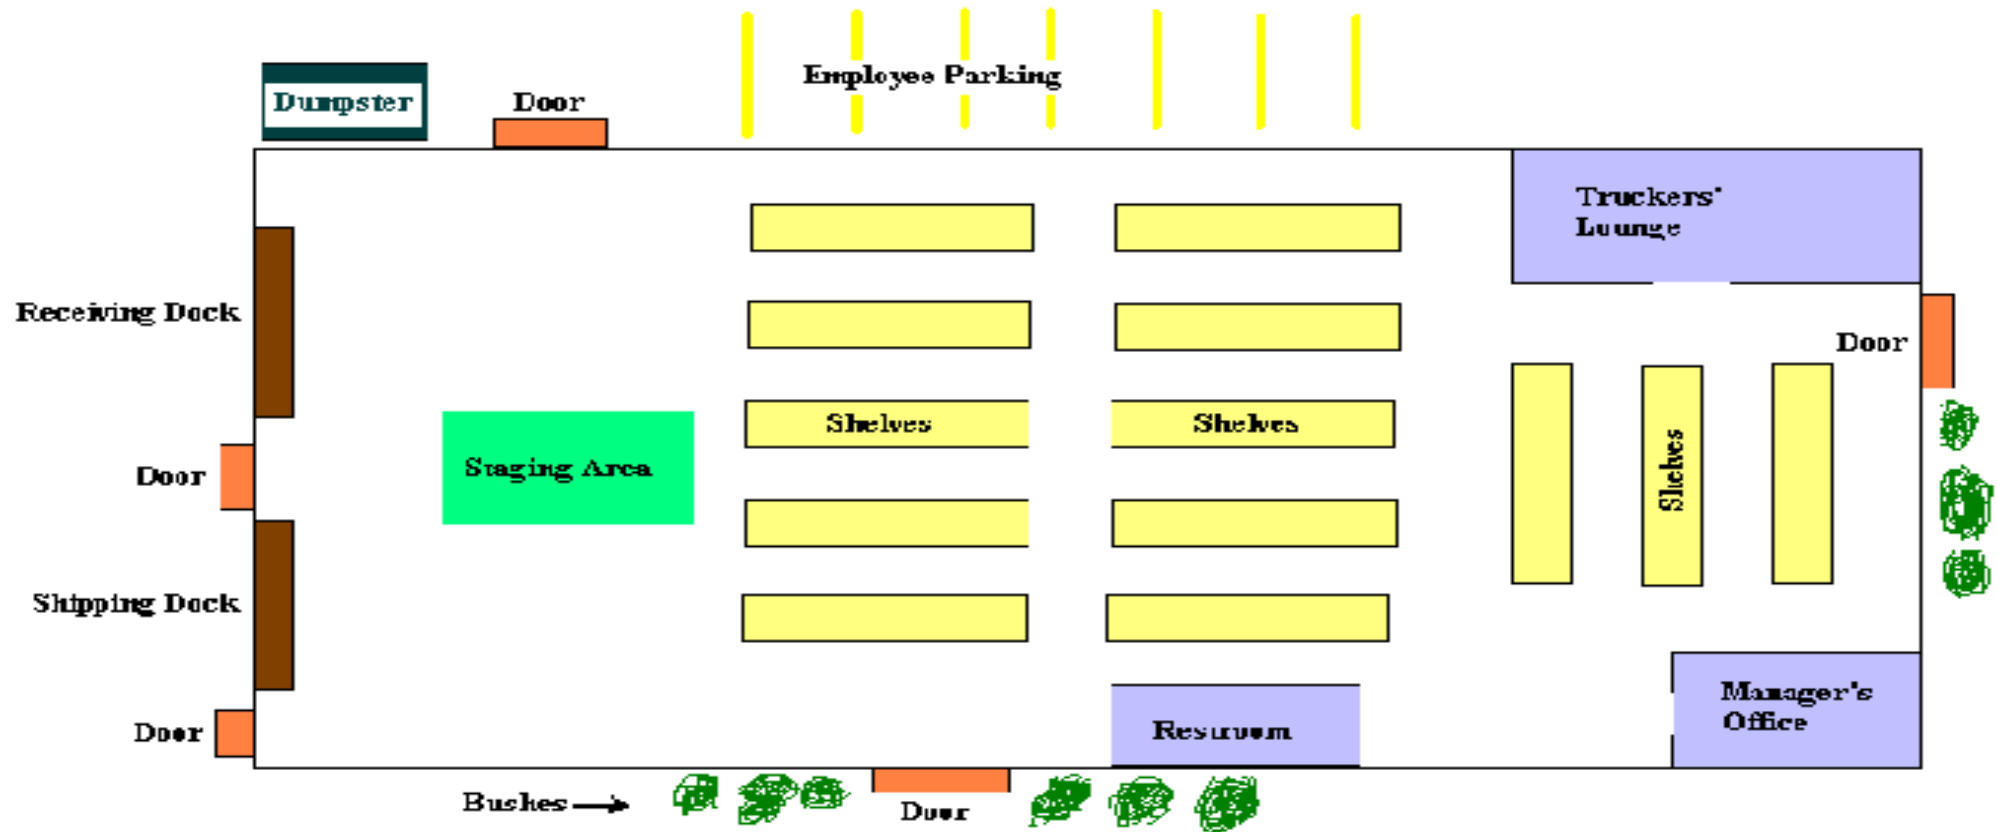 Employee Parking
Dumpster
Door
Truckers'
Lounge
Receiving Dock
Door
Shelves
Shelves
Door
Staging Area
Shelves
Shipping Dock
Manager's
Office
Door
Restroom
Bushes
Door